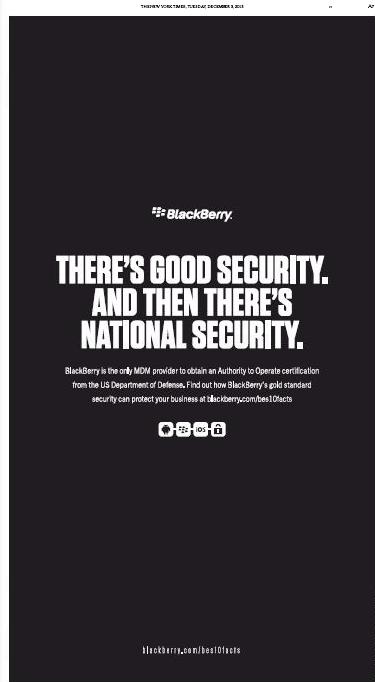 THE NEW YORK TIMES, TUESDAY, DECEMBER 3, 2013
BlackBerry.
THERE'S GOOD SECURITY.
AND THEN THERE'S
NATIONAL SECURITY.
BlackBerry is the only MDM provider to obtain an Authority to Operate certification
from the US Department of Defense. Find out how BlackBerry's gold standard
security can protect your business at blackberry.com/bes10facts
iOS
blackberry.com/bes10facts